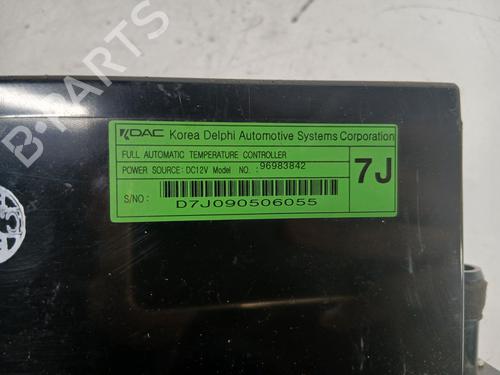 KDAC Korea Delphi Automotive Systems Corporation
FULL AUTOMATIC TEMPERATURE CONTROLLER
POWER SOURCE: DC12V Model NO. : 96983842
7J
S/NO :
D7J090506055